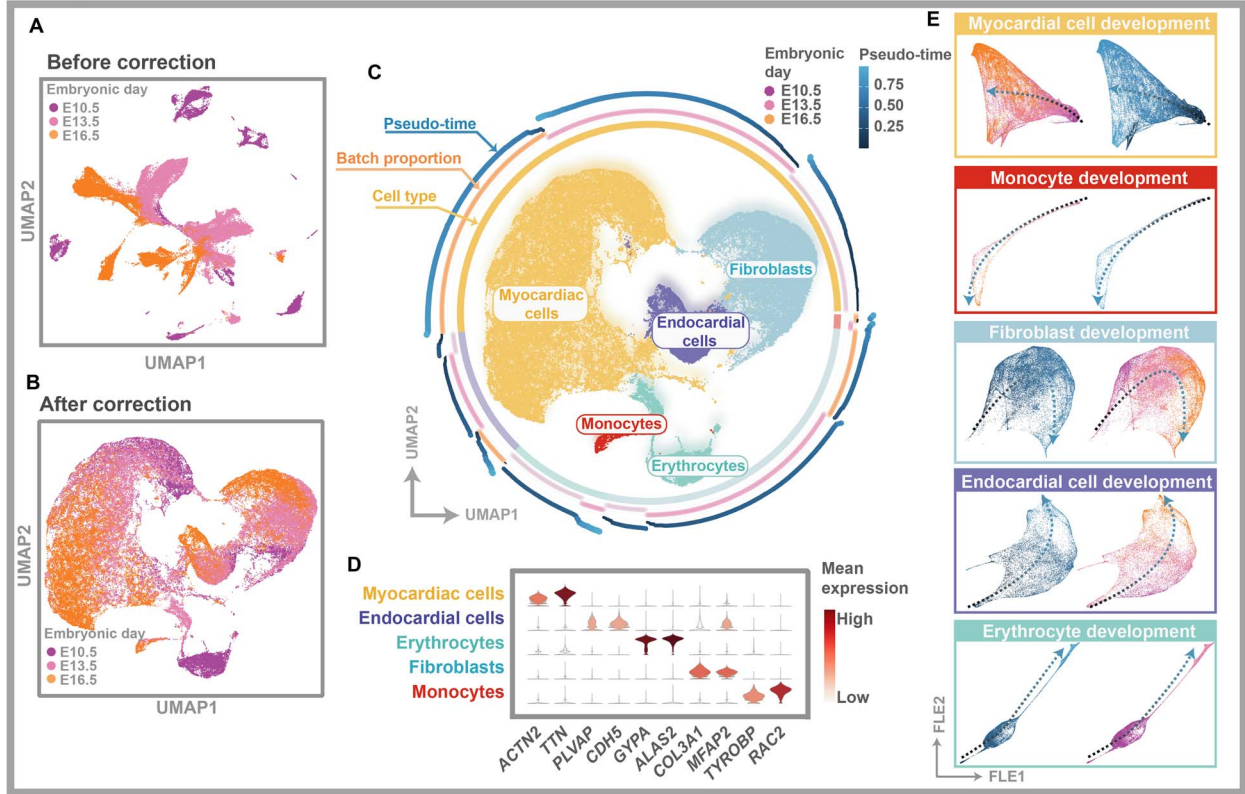 A
Before correction
Embryonic day
E10.5
E13.5
E16.5
UMAP2
UMAP1
B
After correction
UMAP2
Embryonic day
E10.5
E13.5
E16.5
UMAP1
C
Embryonic
day
E10.5
E13.5
E16.5
Pseudo-time
0.75
0.50
0.25
Pseudo-time
Batch proportion
Cell type
Myocardiac
cells
Fibroblasts
Endocardial
cells
Monocytes
Erythrocytes
UMAP2
UMAP1
D
Myocardiac cells
Endocardial cells
Erythrocytes
Fibroblasts
Monocytes
ACTN2
TTN
PLVAP
CDH5
GYPA
ALAS2
COL3A1
MFAP2
TYROBP
RAC2
Mean
expression
High
Low
E
Myocardial cell development
Monocyte development
Fibroblast development
Endocardial cell development
Erythrocyte development
FLE2
FLE1